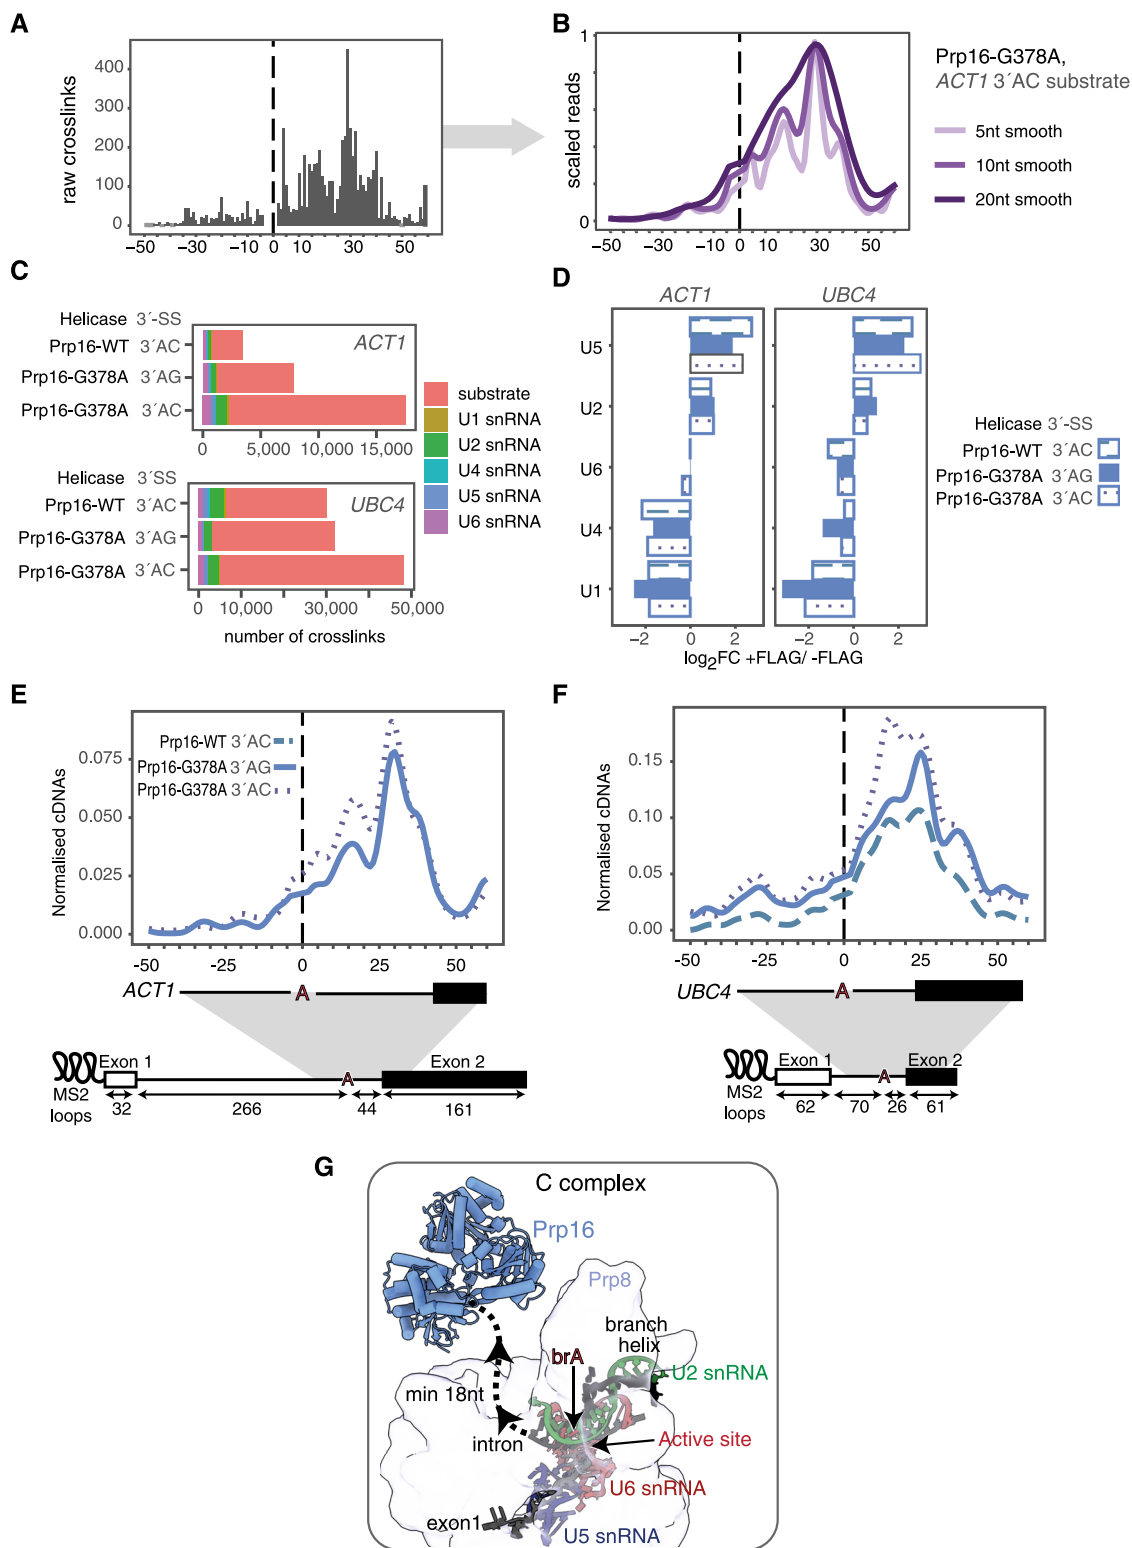 A
raw crosslinks
400
300
200
100
0
−50 −30 −10 0 10 30 50
B
scaled reads
1
0
−50 −30 −10 0 10 30 50
Prp16-G378A,
ACT1 3´AC substrate
5nt smooth
10nt smooth
20nt smooth
C
Helicase 3´-SS
Prp16-WT 3´AC
Prp16-G378A 3´AG
Prp16-G378A 3´AC
ACT1
0 5,000 10,000 15,000
Helicase 3´SS
Prp16-WT 3´AC
Prp16-G378A 3´AG
Prp16-G378A 3´AC
UBC4
0 10,000 30,000 50,000
number of crosslinks
substrate
U1 snRNA
U2 snRNA
U4 snRNA
U5 snRNA
U6 snRNA
D
ACT1 UBC4
U5
U2
U6
U4
U1
−2 0 2 −2 0 2
log2FC +FLAG/ -FLAG
Helicase 3´-SS
Prp16-WT 3´AC
Prp16-G378A 3´AG
Prp16-G378A 3´AC
E
Normalised cDNAs
0.075
0.050
0.025
0.000
Prp16-WT 3´AC
Prp16-G378A 3´AG
Prp16-G378A 3´AC
-50 -25 0 25 50
ACT1 A
Exon 1 A Exon 2
MS2
loops
32 266 44 161
F
Normalised cDNAs
0.15
0.10
0.05
0.00
-50 -25 0 25 50
UBC4 A
Exon 1 A Exon 2
MS2
loops
62 70 26 61
G
C complex
Prp16
Prp8
branch
helix
brA
U2 snRNA
min 18nt
intron
Active site
U6 snRNA
exon1
U5 snRNA